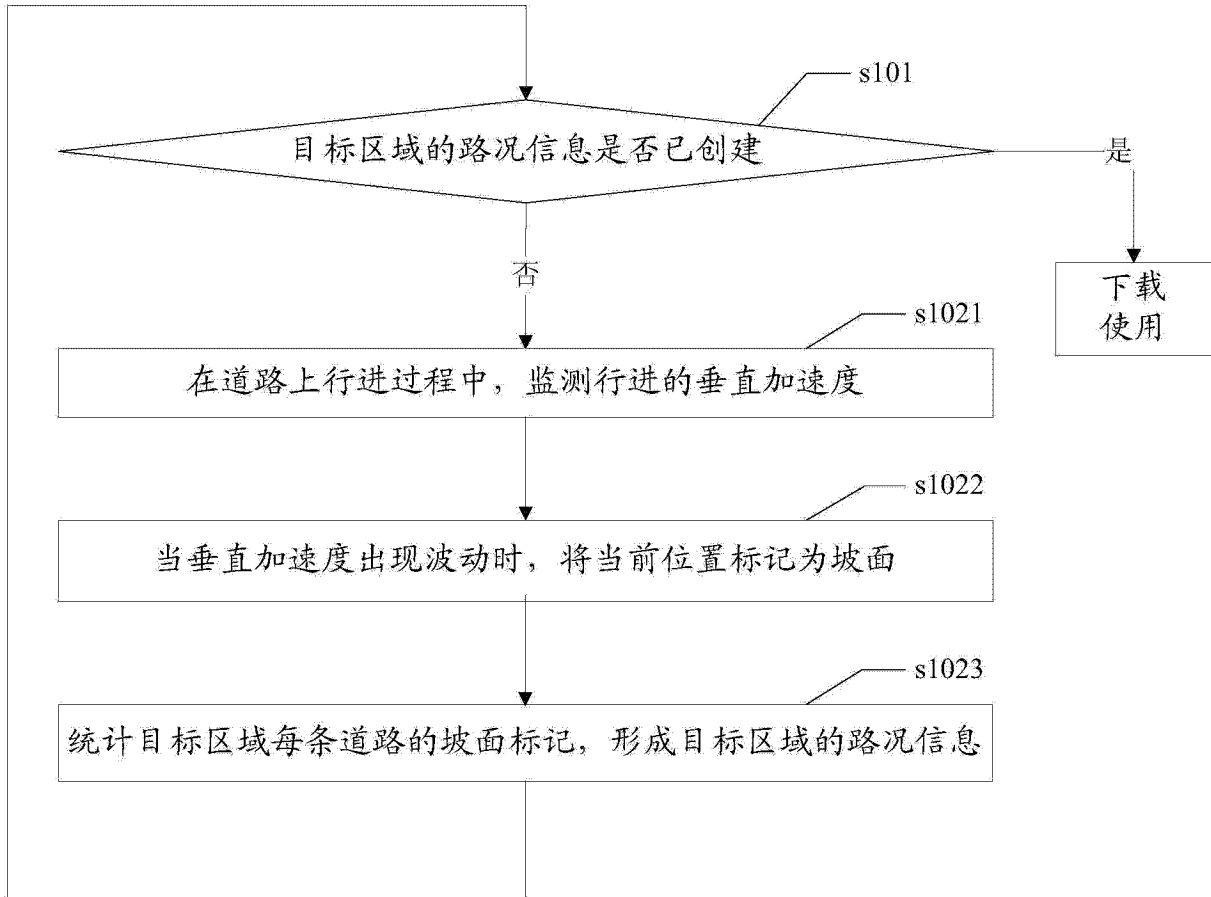 s101
目标区域的路况信息是否已创建
是
否
下载
使用
s1021
在道路上行进过程中，监测行进的垂直加速度
s1022
当垂直加速度出现波动时，将当前位置标记为坡面
s1023
统计目标区域每条道路的坡面标记，形成目标区域的路况信息